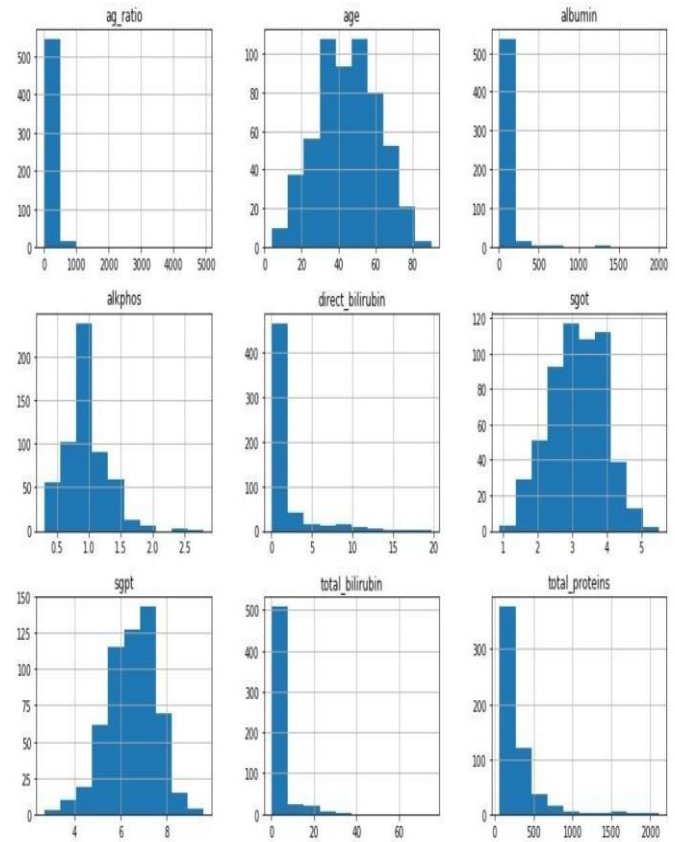 ag_ratio age albumin
500 400 300 200 100 0
0 1000 2000 3000 4000 5000
100 80 60 40 20 0
0 20 40 60 80
500 400 300 200 100 0
0 500 1000 1500 2000
alkphos direct_bilirubin sgot
200 150 100 50 0
0.5 1.0 1.5 2.0 2.5
400 300 200 100 0
0 5 10 15 20
120 100 80 60 40 20 0
1 2 3 4 5
sgpt total_bilirubin total_proteins
150 125 100 75 50 25 0
4 6 8
500 400 300 200 100 0
0 20 40 60
300 200 100 0
0 500 1000 1500 2000